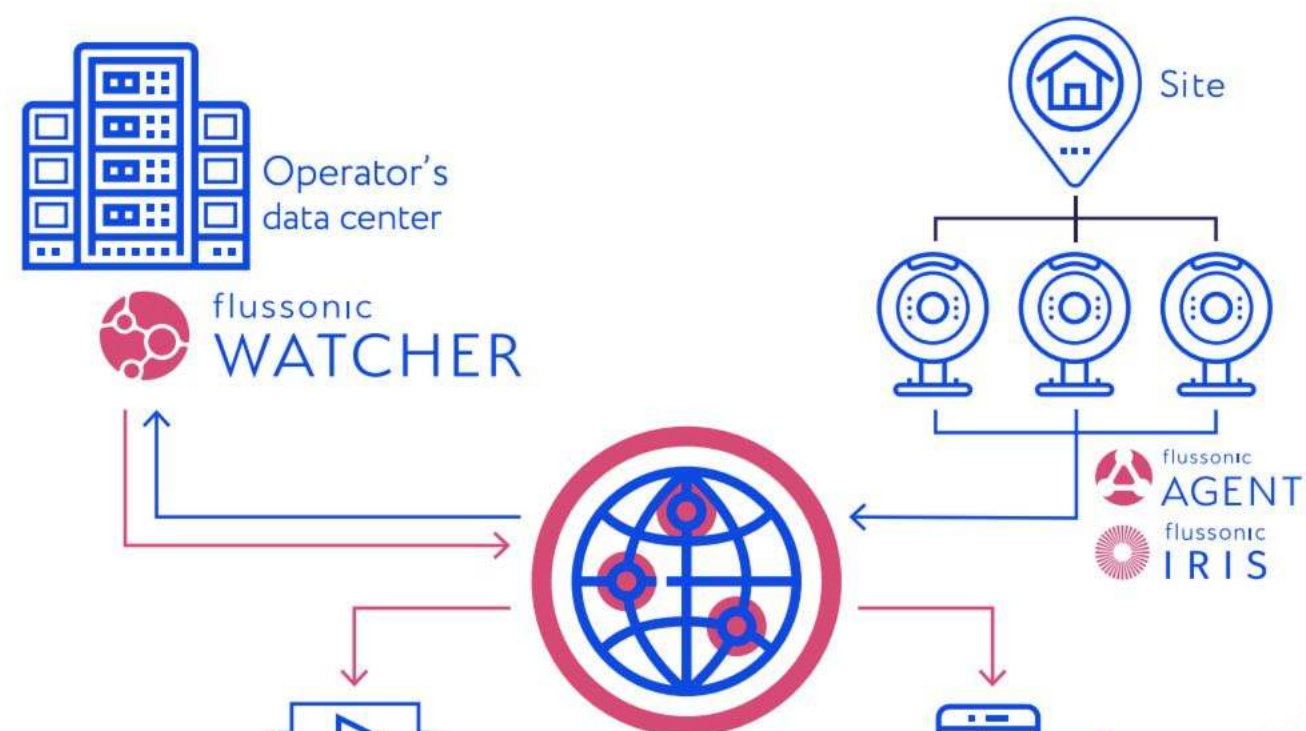 Operator's
data center
flussonic
WATCHER
Site
flussonic
AGENT
flussonic
IRIS